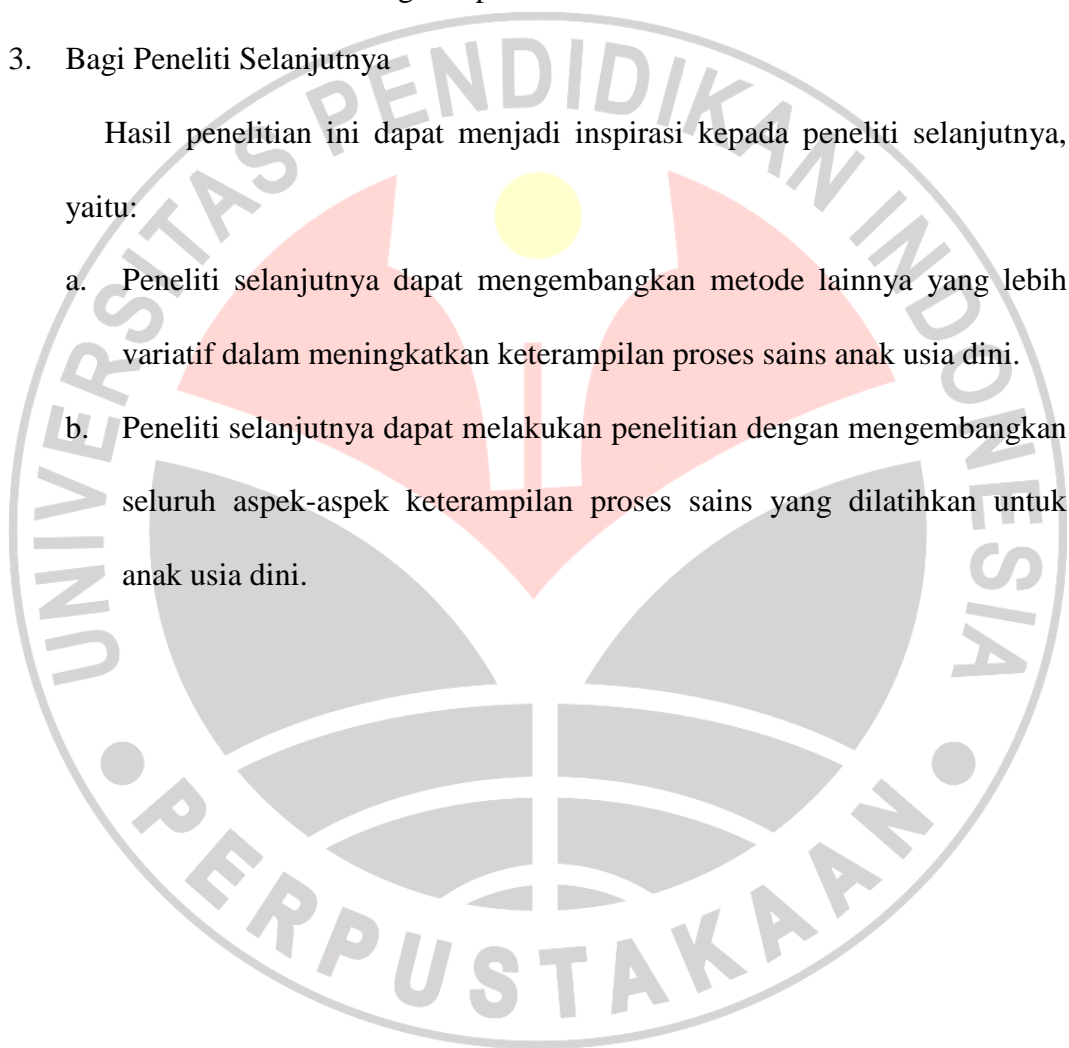 3. Bagi Peneliti Selanjutnya
Hasil penelitian ini dapat menjadi inspirasi kepada peneliti selanjutnya,
yaitu:
a. Peneliti selanjutnya dapat mengembangkan metode lainnya yang lebih
variatif dalam meningkatkan keterampilan proses sains anak usia dini.
b. Peneliti selanjutnya dapat melakukan penelitian dengan mengembangkan
seluruh aspek-aspek keterampilan proses sains yang dilatihkan untuk
anak usia dini.
UNIVERSITAS PENDIDIKAN INDONESIA
PERPUSTAKAAN